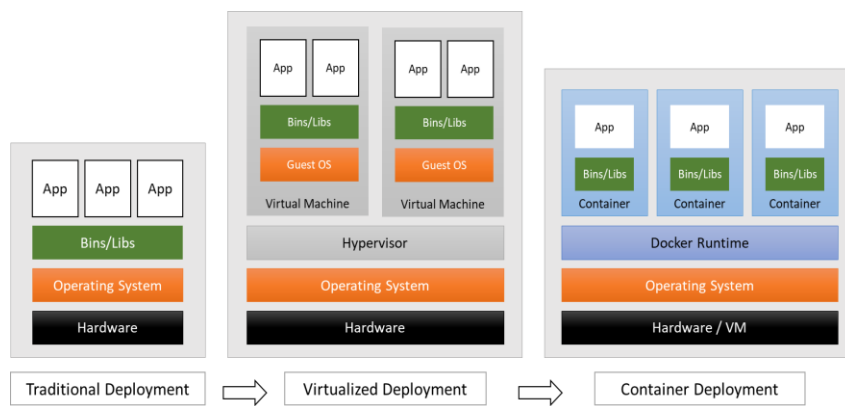 App
App
App
Bins/Libs
Operating System
Hardware
Traditional Deployment
App
App
Bins/Libs
Guest OS
Virtual Machine
App
App
Bins/Libs
Guest OS
Virtual Machine
Hypervisor
Operating System
Hardware
Virtualized Deployment
App
Bins/Libs
Container
App
Bins/Libs
Container
App
Bins/Libs
Container
Docker Runtime
Operating System
Hardware / VM
Container Deployment